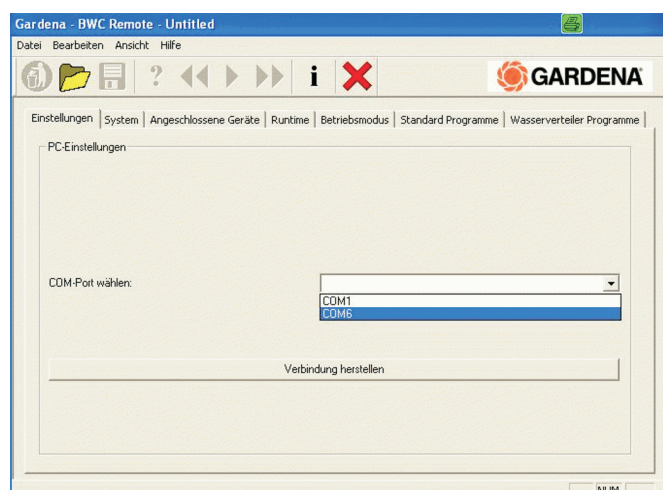 Gardena - BWC Remote - Untitled
Datei Bearbeiten Ansicht Hilfe
? i GARDENA
Einstellungen System Angeschlossene Geräte Runtime Betriebsmodus Standard Programme Wasserverteiler Programme
PC-Einstellungen
COM-Port wählen:
COM1
COM6
Verbindung herstellen
NUM